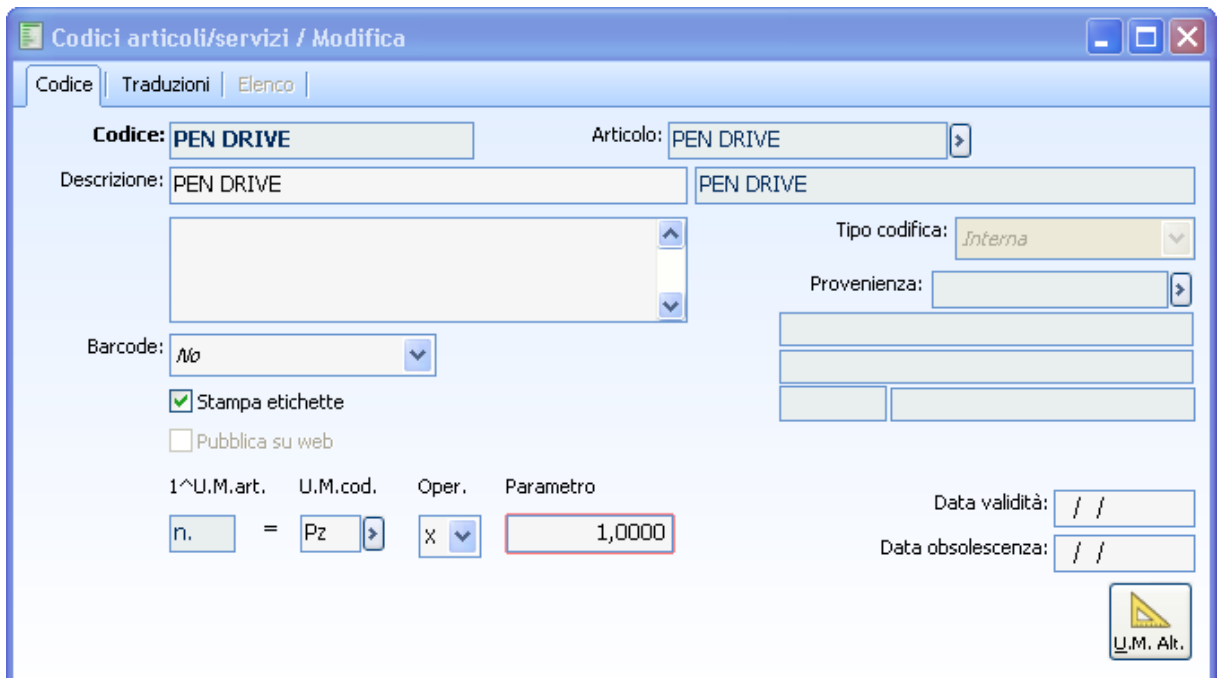 Codici articoli/servizi / Modifica
Codice Traduzioni Elenco
Codice: PEN DRIVE Articolo: PEN DRIVE
Descrizione: PEN DRIVE PEN DRIVE
Tipo codifica: Interna
Provenienza:
Barcode: No
Stampa etichette
Pubblica su web
1^U.M.art. U.M.cod. Oper. Parametro
Data validità: / /
n. = Pz x 1,0000
Data obsolescenza: / /
U.M. Alt.